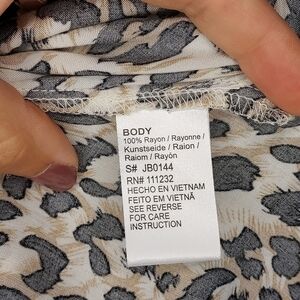 BODY
100% Rayon / Rayonne /
Kunstseide / Raion /
Raiom / Rayón
S# JB0144
RN# 111232
HECHO EN VIETNAM
FEITO EM VIETNÃ
SEE REVERSE
FOR CARE
INSTRUCTION